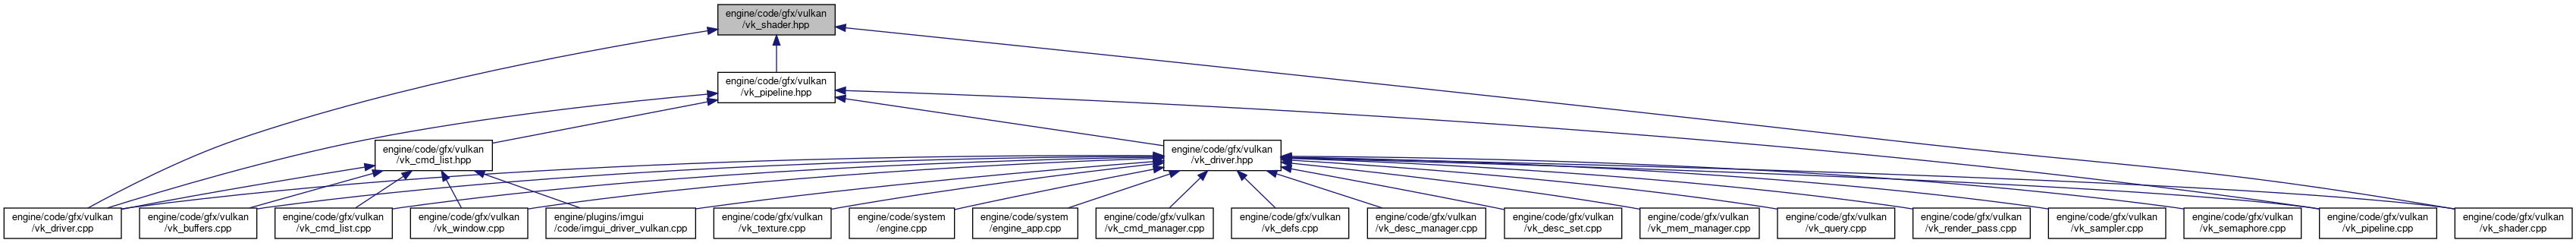 engine/code/gfx/vulkan
/vk_shader.hpp
engine/code/gfx/vulkan
/vk_pipeline.hpp
engine/code/gfx/vulkan
/vk_cmd_list.hpp
engine/code/gfx/vulkan
/vk_driver.hpp
engine/code/gfx/vulkan
/vk_driver.cpp
engine/code/gfx/vulkan
/vk_buffers.cpp
engine/code/gfx/vulkan
/vk_cmd_list.cpp
engine/code/gfx/vulkan
/vk_window.cpp
engine/plugins/imgui
/code/imgui_driver_vulkan.cpp
engine/code/gfx/vulkan
/vk_texture.cpp
engine/code/system
/engine.cpp
engine/code/system
/engine_app.cpp
engine/code/gfx/vulkan
/vk_cmd_manager.cpp
engine/code/gfx/vulkan
/vk_defs.cpp
engine/code/gfx/vulkan
/vk_desc_manager.cpp
engine/code/gfx/vulkan
/vk_desc_set.cpp
engine/code/gfx/vulkan
/vk_mem_manager.cpp
engine/code/gfx/vulkan
/vk_query.cpp
engine/code/gfx/vulkan
/vk_render_pass.cpp
engine/code/gfx/vulkan
/vk_sampler.cpp
engine/code/gfx/vulkan
/vk_semaphore.cpp
engine/code/gfx/vulkan
/vk_pipeline.cpp
engine/code/gfx/vulkan
/vk_shader.cpp